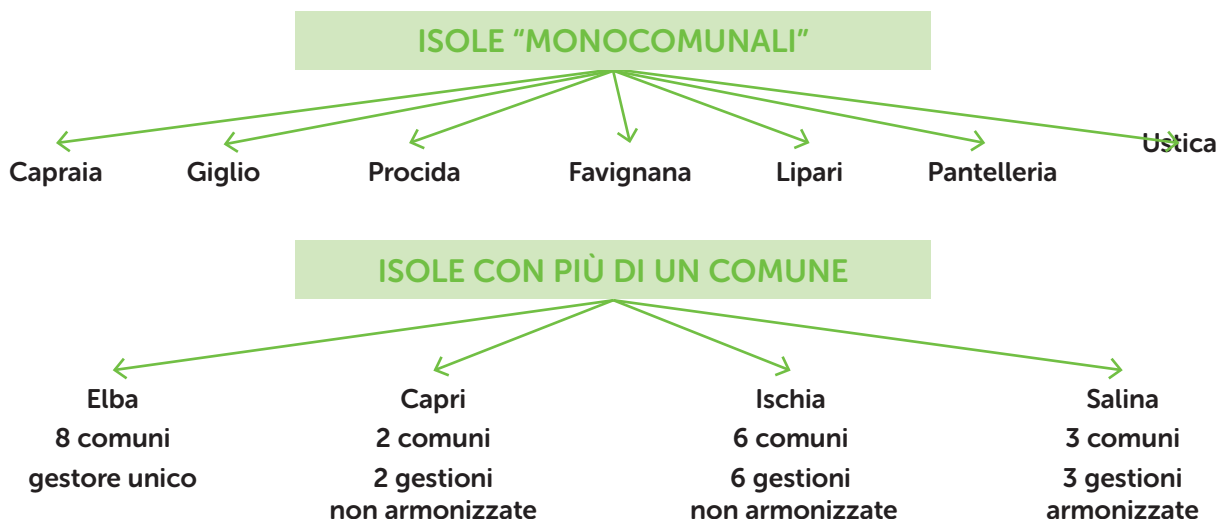 ISOLE “MONOCOMUNALI”
Capraia
Giglio
Procida
Favignana
Lipari
Pantelleria
Ustica
ISOLE CON PIÙ DI UN COMUNE
Elba
8 comuni
gestore unico
Capri
2 comuni
2 gestioni
non armonizzate
Ischia
6 comuni
6 gestioni
non armonizzate
Salina
3 comuni
3 gestioni
armonizzate